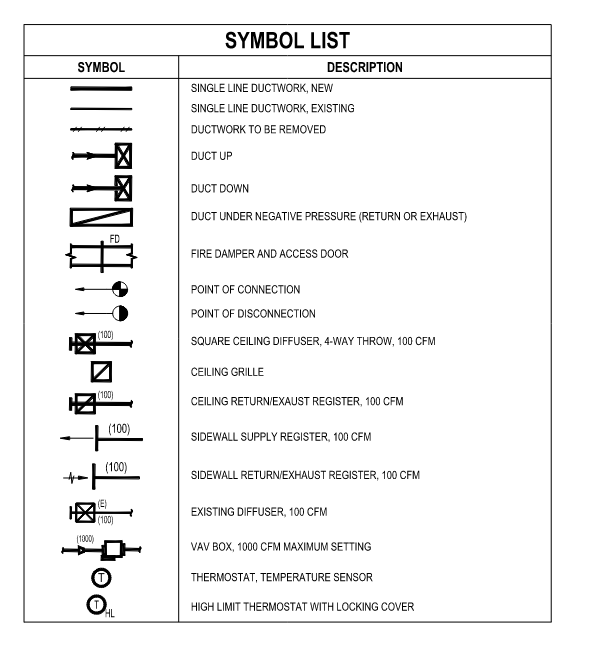 SYMBOL LIST
SYMBOL DESCRIPTION
SINGLE LINE DUCTWORK, NEW
SINGLE LINE DUCTWORK, EXISTING
DUCTWORK TO BE REMOVED
DUCT UP
DUCT DOWN
DUCT UNDER NEGATIVE PRESSURE (RETURN OR EXHAUST)
FD
FIRE DAMPER AND ACCESS DOOR
POINT OF CONNECTION
POINT OF DISCONNECTION
(100)
SQUARE CEILING DIFFUSER, 4-WAY THROW, 100 CFM
CEILING GRILLE
(100)
CEILING RETURN/EXAUST REGISTER, 100 CFM
(100)
SIDEWALL SUPPLY REGISTER, 100 CFM
(100)
SIDEWALL RETURN/EXHAUST REGISTER, 100 CFM
(E)
(100)
EXISTING DIFFUSER, 100 CFM
(1000)
VAV BOX, 1000 CFM MAXIMUM SETTING
T
THERMOSTAT, TEMPERATURE SENSOR
T HL
HIGH LIMIT THERMOSTAT WITH LOCKING COVER